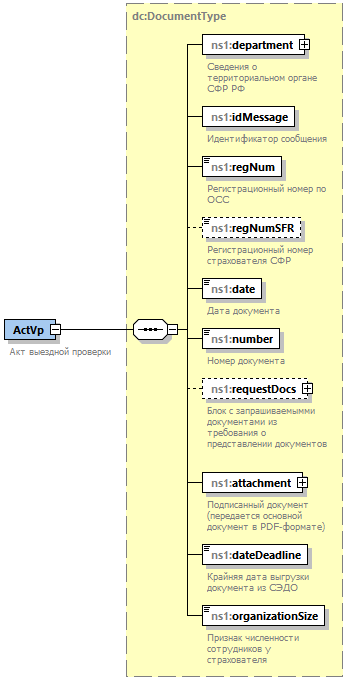 dc:DocumentType
ns1:department
Сведения о
территориальном органе
СФР РФ
ns1:idMessage
Идентификатор сообщения
ns1:regNum
Регистрационный номер по
ОСС
ns1:regNumSFR
Регистрационный номер
страхователя СФР
ns1:date
Дата документа
ActVp
Акт выездной проверки
ns1:number
Номер документа
ns1:requestDocs
Блок с запрашиваемыми
документами из
требования о
представлении документов
ns1:attachment
Подписанный документ
(передается основной
документ в PDF-формате)
ns1:dateDeadline
Крайняя дата выгрузки
документа из СЭДО
ns1:organizationSize
Признак численности
сотрудников у
страхователя